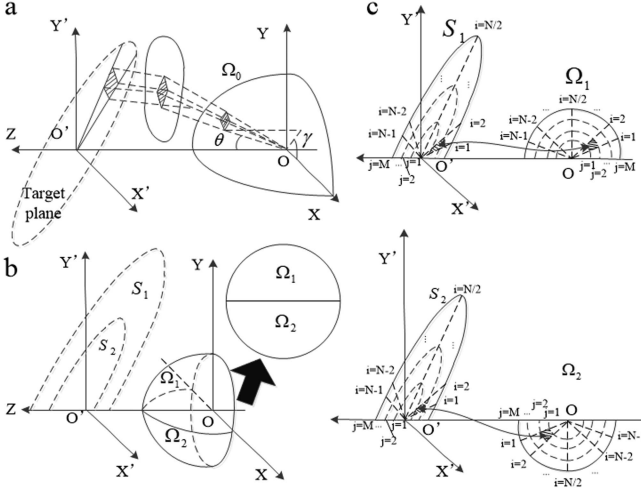 a
Y'
Y
Ω₀
O'
Z
θ
O
γ
X'
X
Target
plane
b
Y'
S₁
S₂
Y
Ω₁
Ω₂
Z
O'
Ω₁
Ω₂
O
X'
X
c
Y'
S₁
i=N/2
Ω₁
i=N/2
... ...
i=N-2
i=N-1
i=2
i=1
i=N-2
i=N-1
i=2
i=1
j=M ... j=1
j=2
O'
j=1 ... j=M
j=2
O
X'
Y'
S₂
i=N/2
Ω₂
i=N-2
i=N-1
i=2
i=1
j=M... j=1
j=2
O'
j=M ... j=2
j=1
O
i=1
i=2
i=N-
i=N-2
... ...
i=N/2
X'